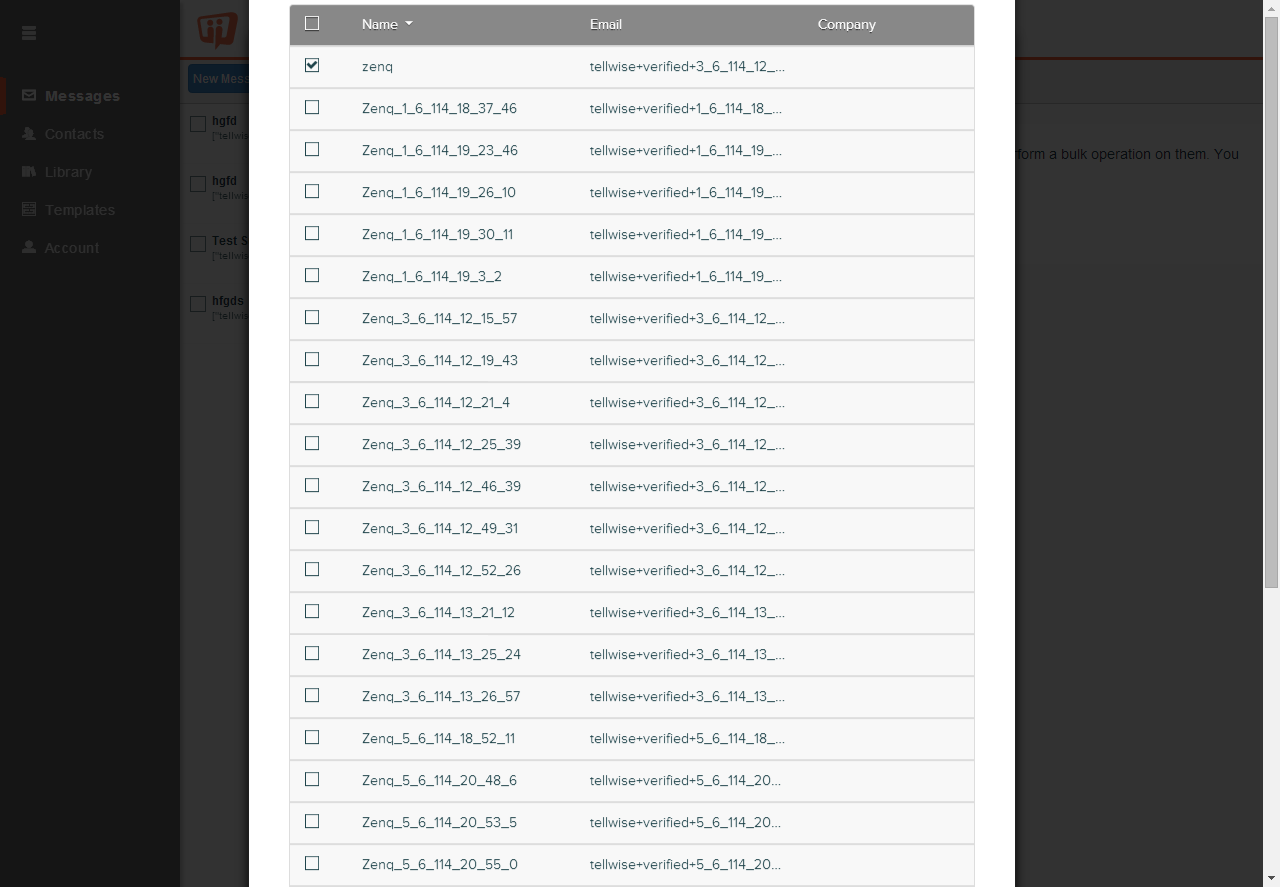 Name Email Company
zenq tellwise+verified+3_6_114_12_...
Zenq_1_6_114_18_37_46 tellwise+verified+1_6_114_18_...
Zenq_1_6_114_19_23_46 tellwise+verified+1_6_114_19_...
Zenq_1_6_114_19_26_10 tellwise+verified+1_6_114_19_...
Zenq_1_6_114_19_30_11 tellwise+verified+1_6_114_19_...
Zenq_1_6_114_19_3_2 tellwise+verified+1_6_114_19_...
Zenq_3_6_114_12_15_57 tellwise+verified+3_6_114_12_...
Zenq_3_6_114_12_19_43 tellwise+verified+3_6_114_12_...
Zenq_3_6_114_12_21_4 tellwise+verified+3_6_114_12_...
Zenq_3_6_114_12_25_39 tellwise+verified+3_6_114_12_...
Zenq_3_6_114_12_46_39 tellwise+verified+3_6_114_12_...
Zenq_3_6_114_12_49_31 tellwise+verified+3_6_114_12_...
Zenq_3_6_114_12_52_26 tellwise+verified+3_6_114_12_...
Zenq_3_6_114_13_21_12 tellwise+verified+3_6_114_13_...
Zenq_3_6_114_13_25_24 tellwise+verified+3_6_114_13_...
Zenq_3_6_114_13_26_57 tellwise+verified+3_6_114_13_...
Zenq_5_6_114_18_52_11 tellwise+verified+5_6_114_18_...
Zenq_5_6_114_20_48_6 tellwise+verified+5_6_114_20...
Zenq_5_6_114_20_53_5 tellwise+verified+5_6_114_20...
Zenq_5_6_114_20_55_0 tellwise+verified+5_6_114_20...
Messages
Contacts
Library
Templates
Account
New Mess
hgfd
["tellwis
hgfd
["tellwis
Test S
["tellwis
hfgds
["tellwis
form a bulk operation on them. You